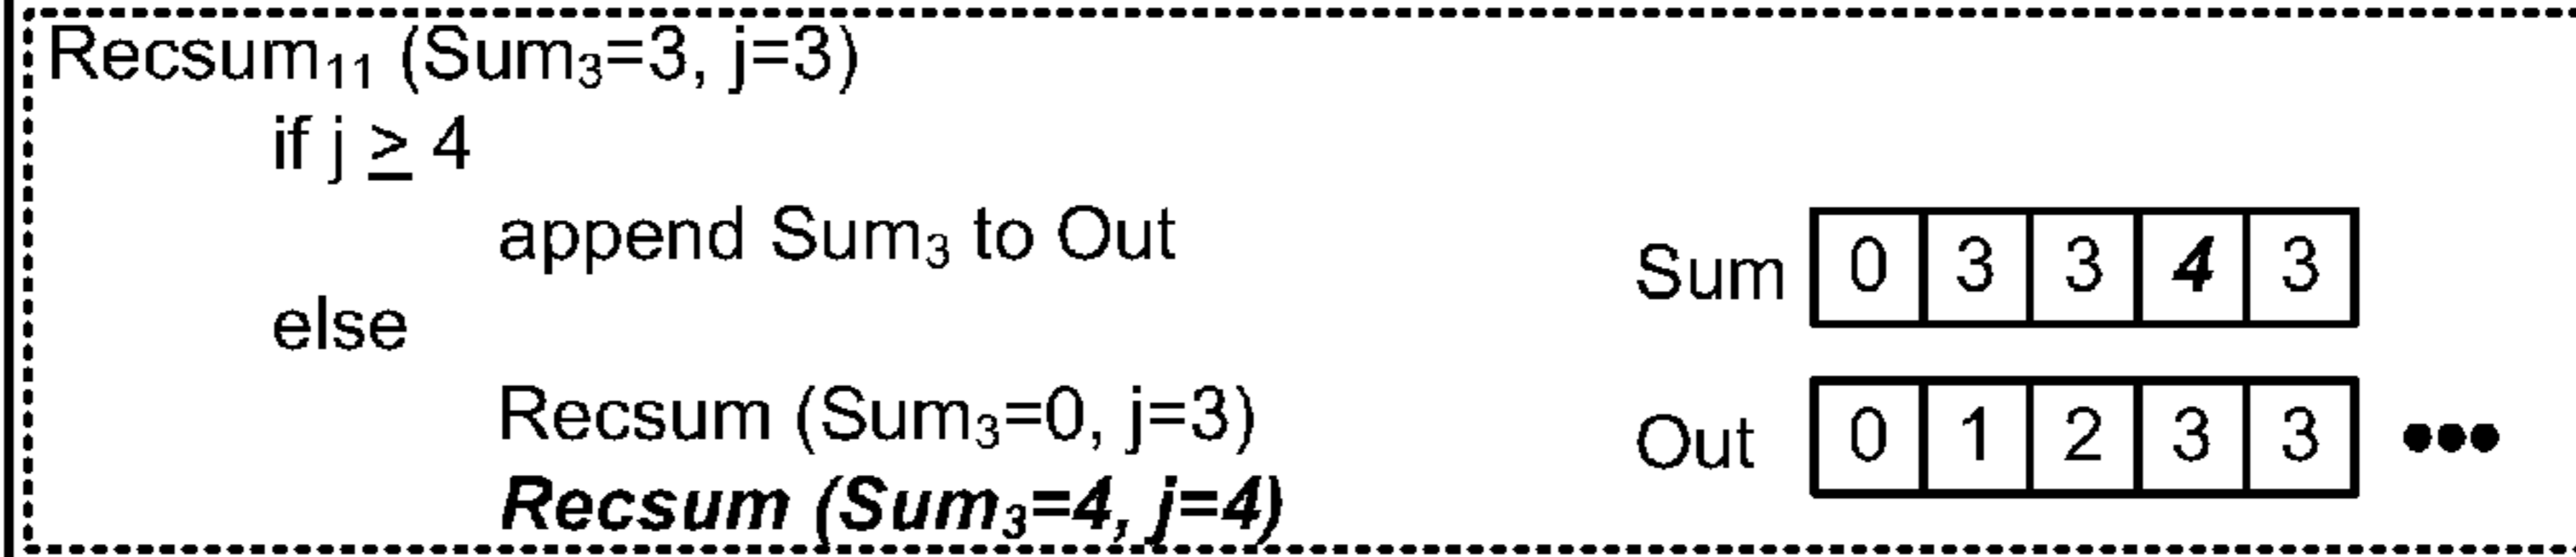 Recsum₁₁ (Sum₃=3, j=3)
if j ≥ 4
append Sum₃ to Out
else
Recsum (Sum₃=0, j=3)
Recsum (Sum₃=4, j=4)
Sum 0 3 3 4 3
Out 0 1 2 3 3 •••